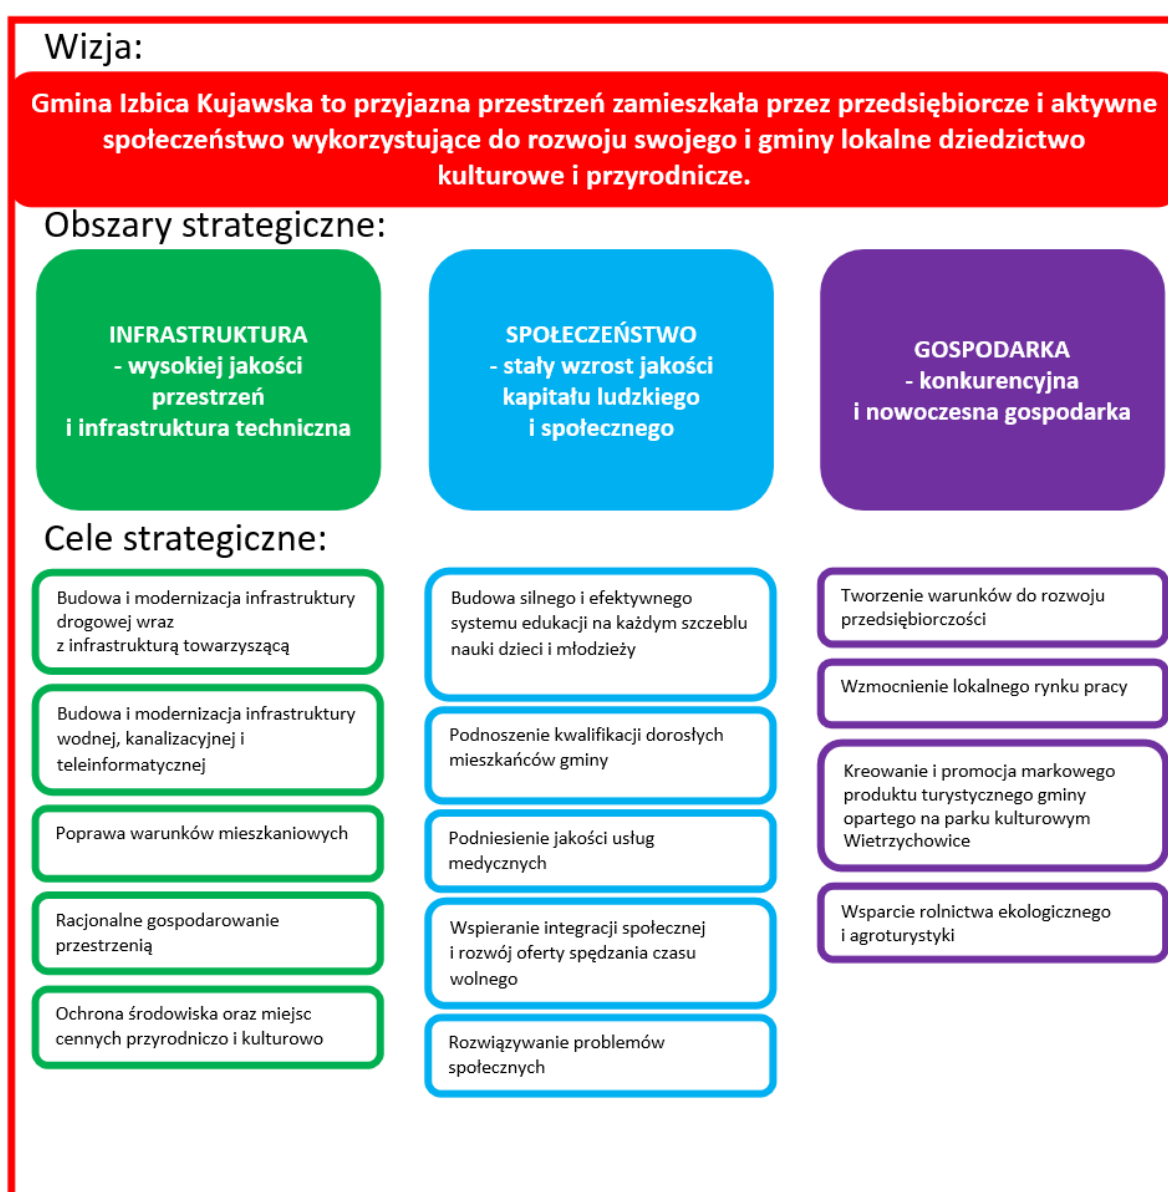 Wizja:
Gmina Izbica Kujawska to przyjazna przestrzeń zamieszkała przez przedsiębiorcze i aktywne
społeczeństwo wykorzystujące do rozwoju swojego i gminy lokalne dziedzictwo
kulturowe i przyrodnicze.
Obszary strategiczne:
INFRASTRUKTURA
- wysokiej jakości
przestrzeń
i infrastruktura techniczna
SPOŁECZEŃSTWO
- stały wzrost jakości
kapitału ludzkiego
i społecznego
GOSPODARKA
- konkurencyjna
i nowoczesna gospodarka
Cele strategiczne:
Budowa i modernizacja infrastruktury
drogowej wraz
z infrastrukturą towarzyszącą
Budowa i modernizacja infrastruktury
wodnej, kanalizacyjnej i
teleinformatycznej
Poprawa warunków mieszkaniowych
Racjonalne gospodarowanie
przestrzenią
Ochrona środowiska oraz miejsc
cennych przyrodniczo i kulturowo
Budowa silnego i efektywnego
systemu edukacji na każdym szczeblu
nauki dzieci i młodzieży
Podnoszenie kwalifikacji dorosłych
mieszkańców gminy
Podniesienie jakości usług
medycznych
Wspieranie integracji społecznej
i rozwój oferty spędzania czasu
wolnego
Rozwiązywanie problemów
społecznych
Tworzenie warunków do rozwoju
przedsiębiorczości
Wzmocnienie lokalnego rynku pracy
Kreowanie i promocja markowego
produktu turystycznego gminy
opartego na parku kulturowym
Wietrzychowice
Wsparcie rolnictwa ekologicznego
i agroturystyki